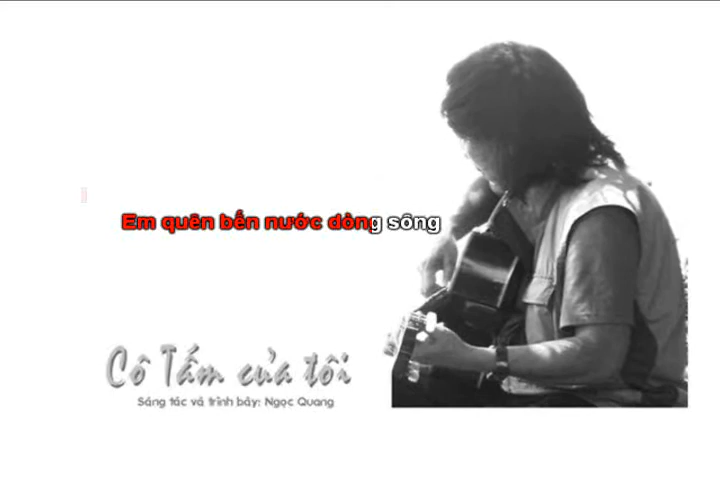 Em quên bến nước dòng sông
Cô Tấm của tôi
Sáng tác và trình bày: Ngọc Quang